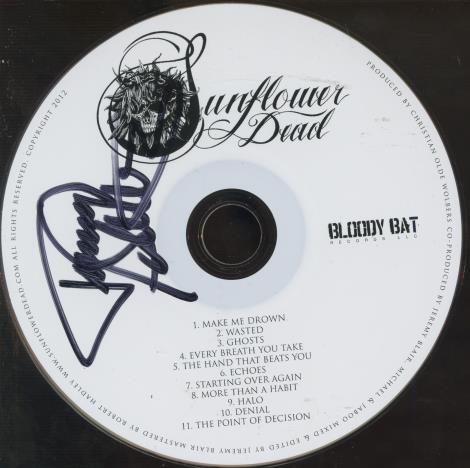 Sunflower
Dead
BLOODY BAT
RECORDS LLC
1. MAKE ME DROWN
2. WASTED
3. GHOSTS
4. EVERY BREATH YOU TAKE
5. THE HAND THAT BEATS YOU
6. ECHOES
7. STARTING OVER AGAIN
8. MORE THAN A HABIT
9. HALO
10. DENIAL
11. THE POINT OF DECISION
PRODUCED BY CHRISTIAN OLDE WOLBERS CO-PRODUCED BY JEREMY BLAIR, MICHAEL & JABOO MIXED & EDITED BY JEREMY BLAIR MASTERED BY ROBERT HADLEY WWW.SUNFLOWERDEAD.COM ALL RIGHTS RESERVED, COPYRIGHT 2012